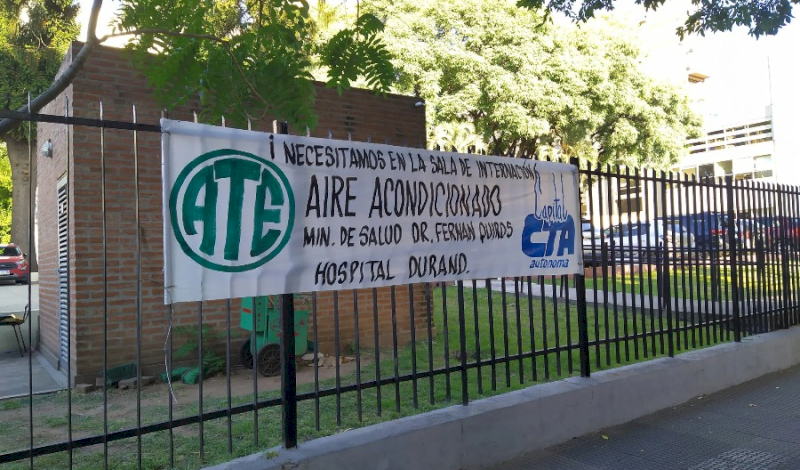 ATE
¡ NECESITAMOS EN LA SALA DE INTERNACIÓN
AIRE ACONDICIONADO
MIN. DE SALUD DR. FERNAN QUIROS
HOSPITAL DURAND.
Capital
CTA
autonoma